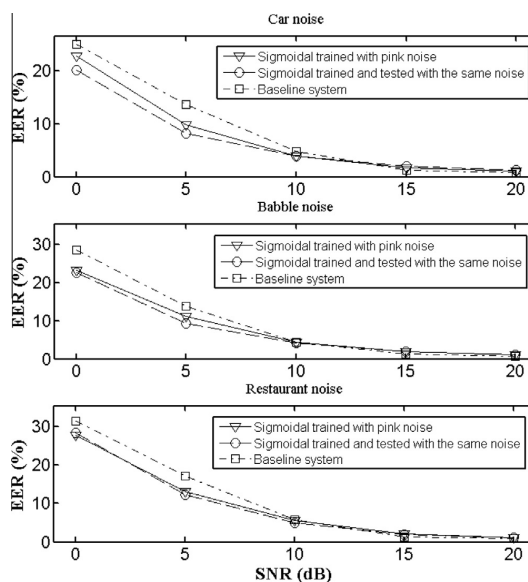 Car noise
EER (%)
20
10
0
Sigmoidal trained with pink noise
Sigmoidal trained and tested with the same noise
Baseline system
0 5 10 15 20
Babble noise
EER (%)
30
20
10
0
Sigmoidal trained with pink noise
Sigmoidal trained and tested with the same noise
Baseline system
0 5 10 15 20
Restaurant noise
EER (%)
30
20
10
0
Sigmoidal trained with pink noise
Sigmoidal trained and tested with the same noise
Baseline system
0 5 10 15 20
SNR (dB)